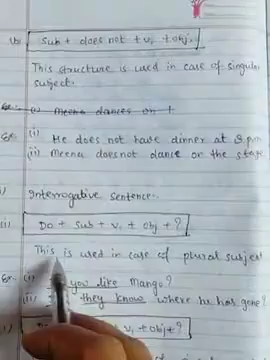 (b) Sub + does not + v₁ + obj.
This structure is used in case of singular
subject.
Ex:- (i) Meena dances on t
Ex: (i) He does not have dinner at 8 pm
(ii) Meena doesnot dance on the stage
Interrogative sentence.
(i) Do + sub + v₁ + obj + ?
This is used in case of plural subject
Ex- (i) you like Mango?
(ii) they know where he has gone?
+ v₁ + obj + ?